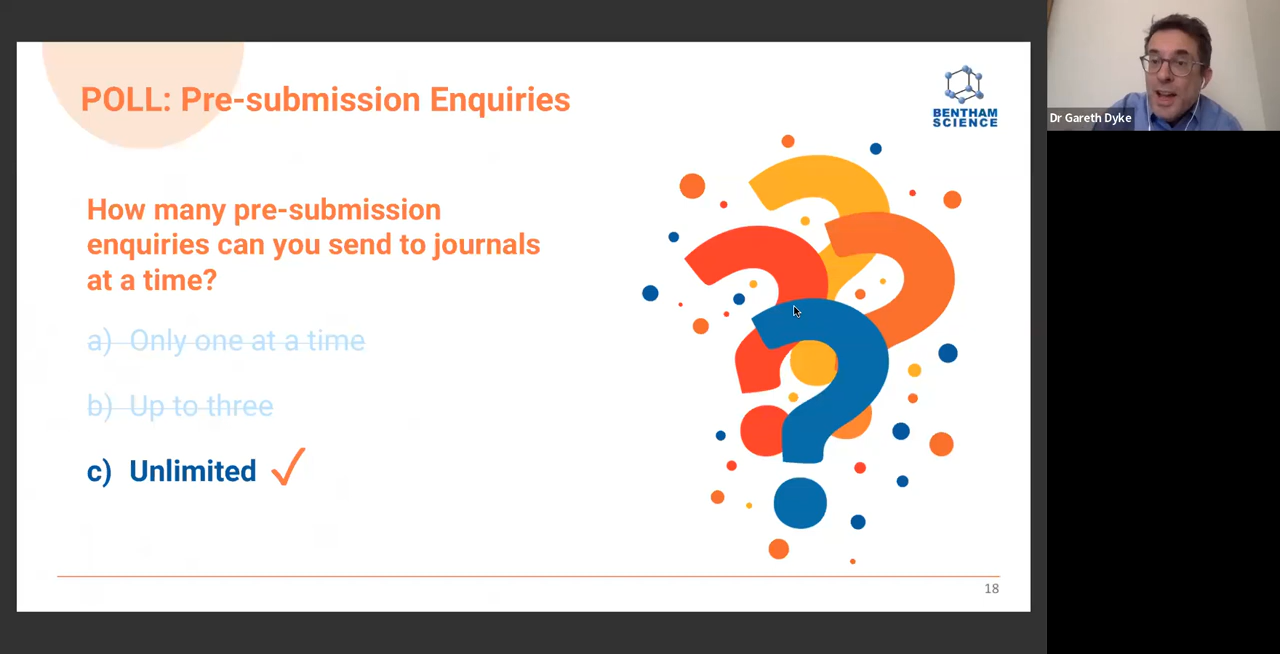 POLL: Pre-submission Enquiries
BENTHAM
SCIENCE
How many pre-submission
enquiries can you send to journals
at a time?
a) Only one at a time
b) Up to three
c) Unlimited
18
Dr Gareth Dyke